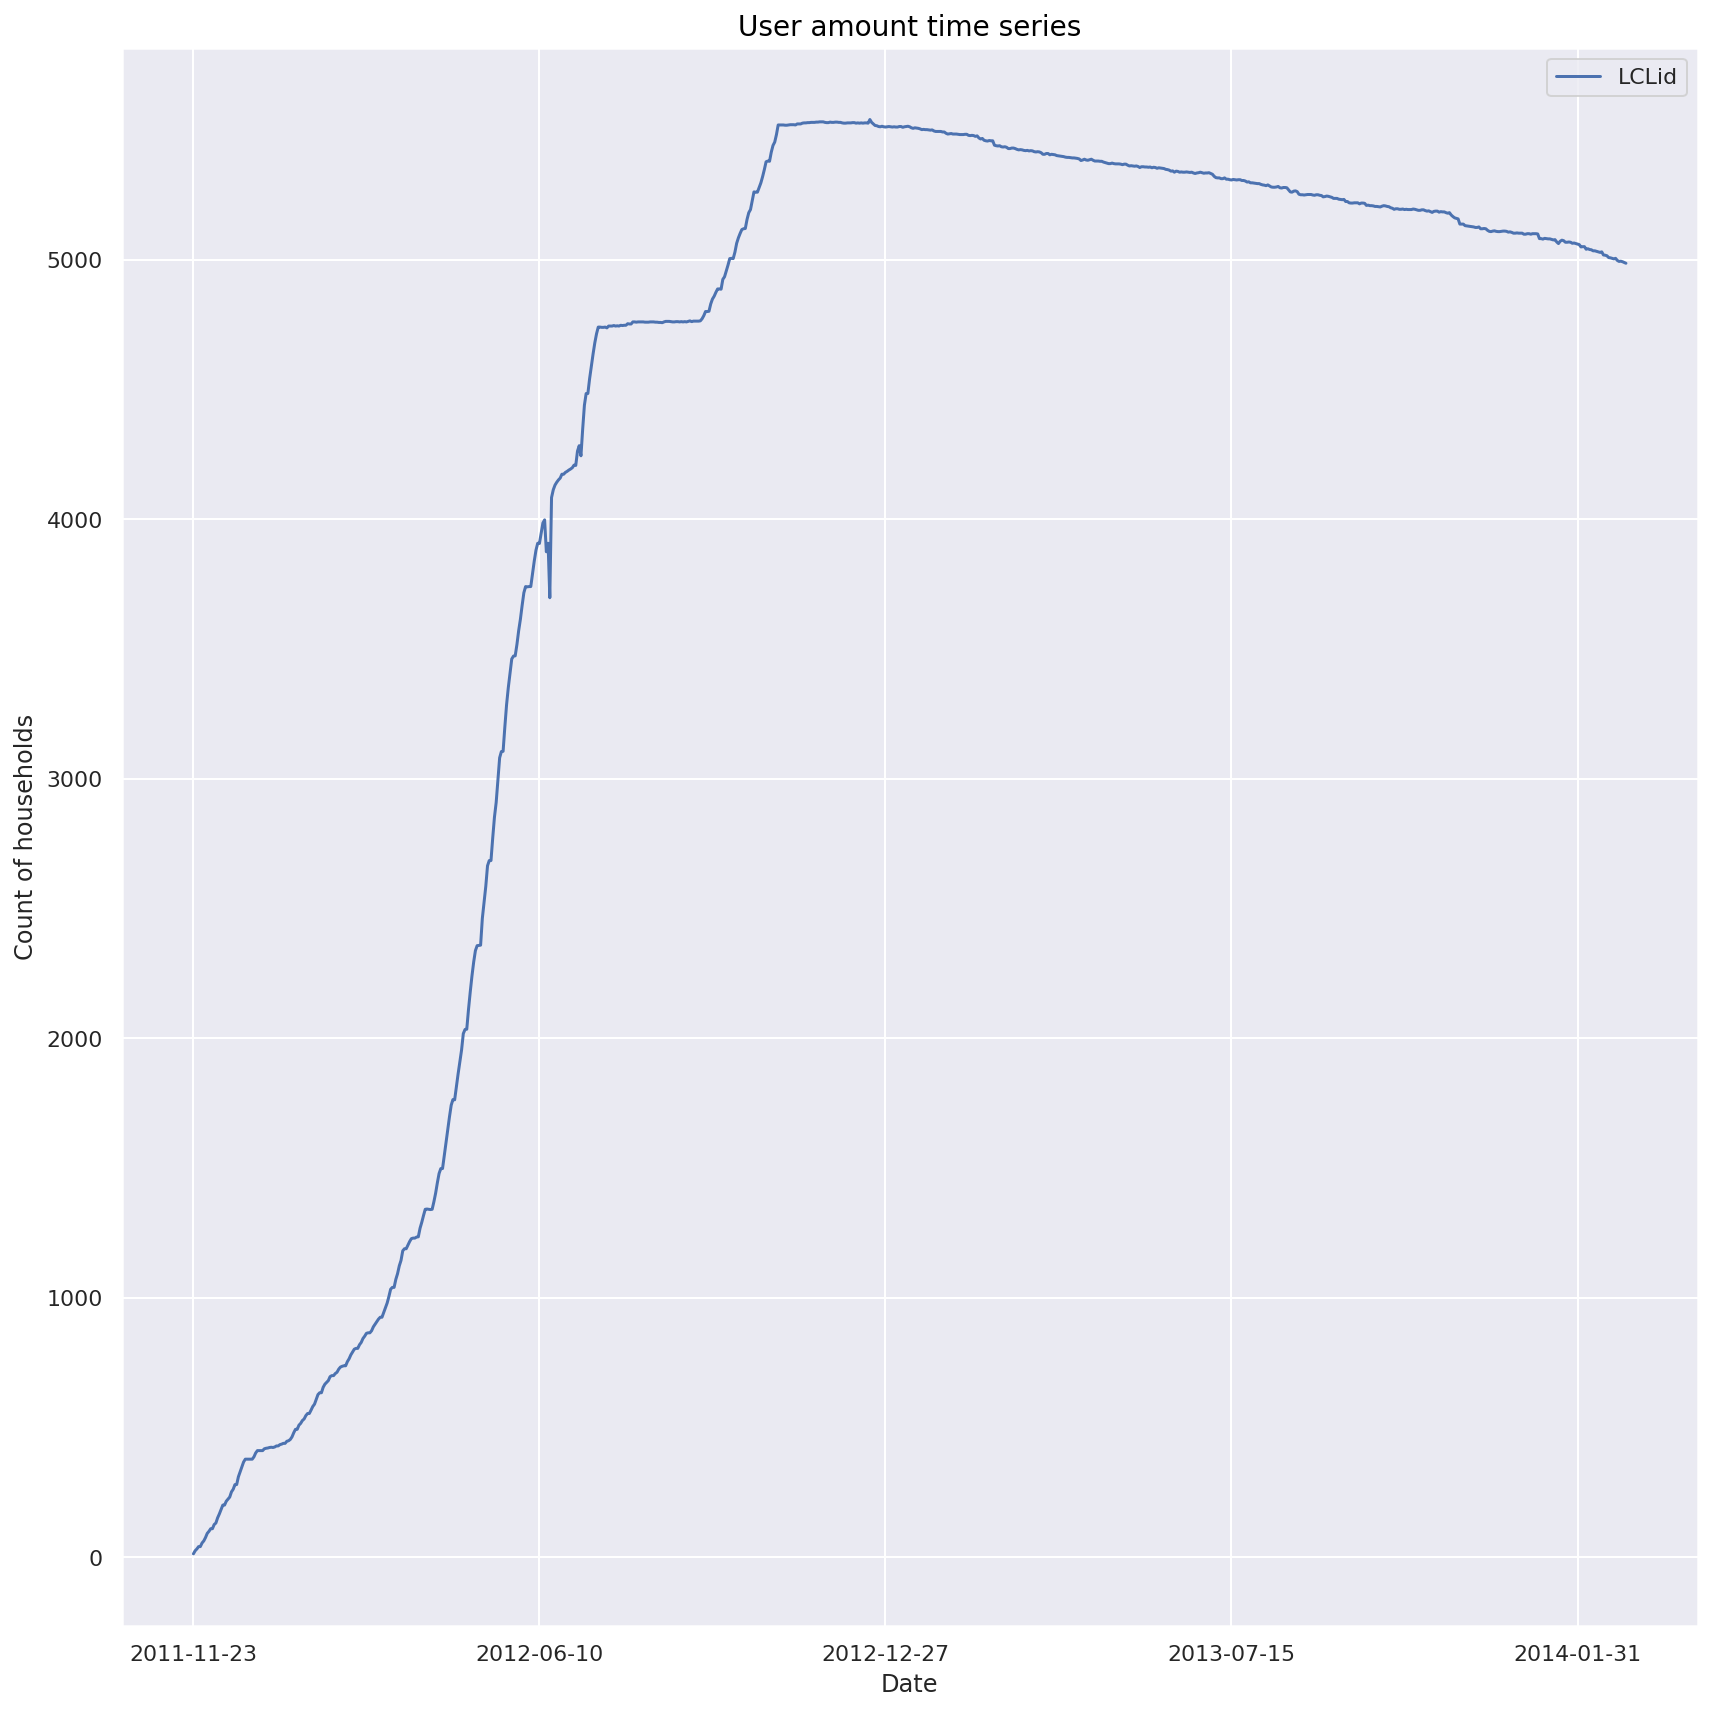 User amount time series
LCLid
Count of households
5000
4000
3000
2000
1000
0
2011-11-23
2012-06-10
2012-12-27
2013-07-15
2014-01-31
Date